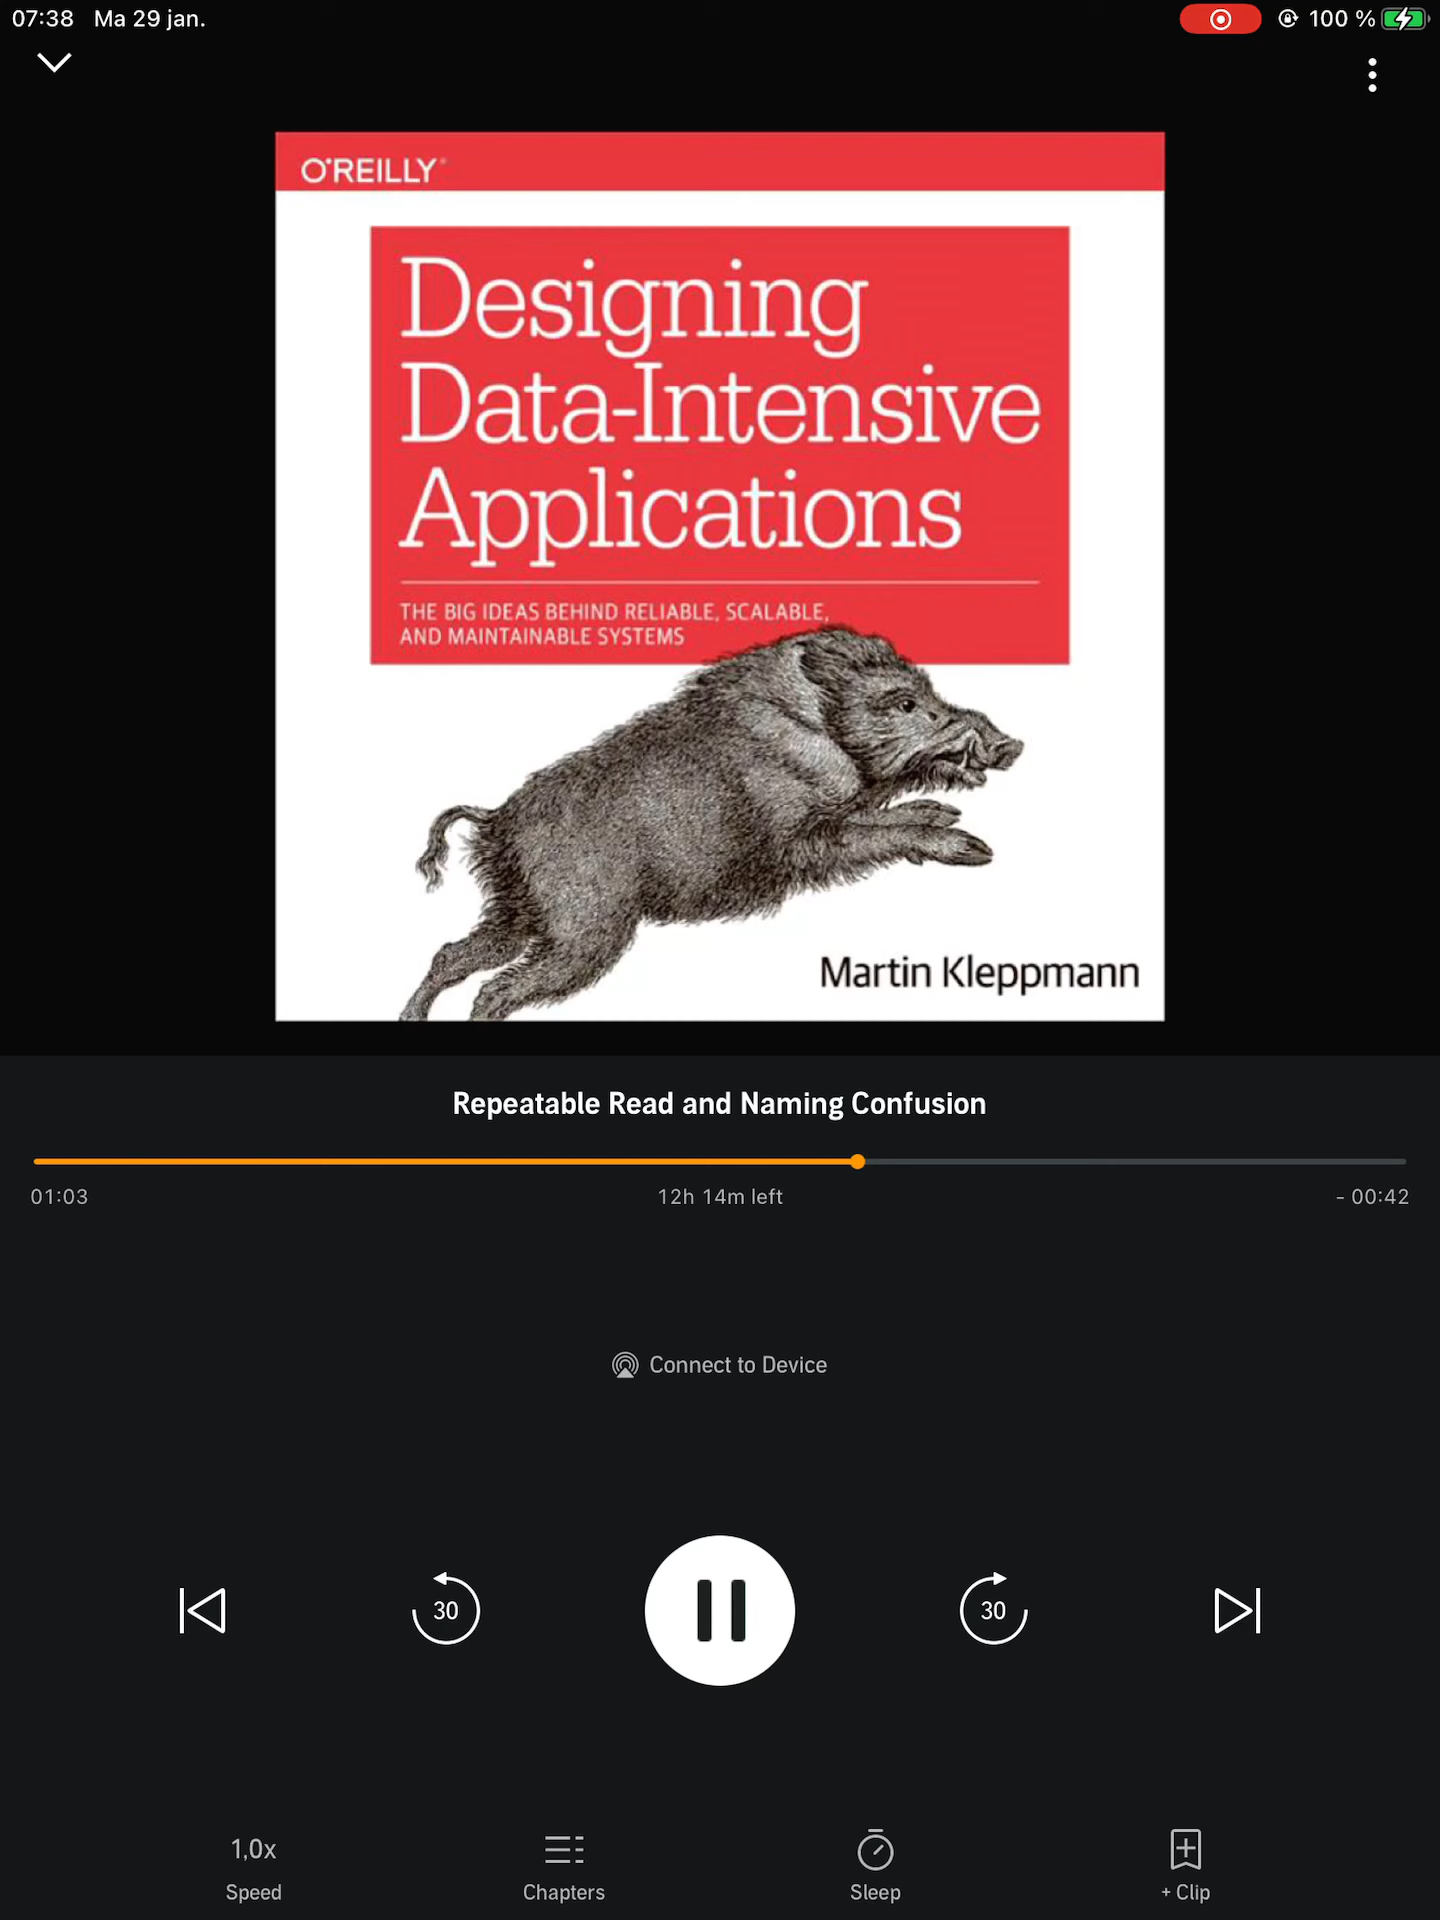 07:38 Ma 29 jan.
100 %
O'REILLY®
Designing
Data-Intensive
Applications
THE BIG IDEAS BEHIND RELIABLE, SCALABLE,
AND MAINTAINABLE SYSTEMS
Martin Kleppmann
Repeatable Read and Naming Confusion
01:03 12h 14m left - 00:42
Connect to Device
30 30
1,0x
Speed Chapters Sleep + Clip